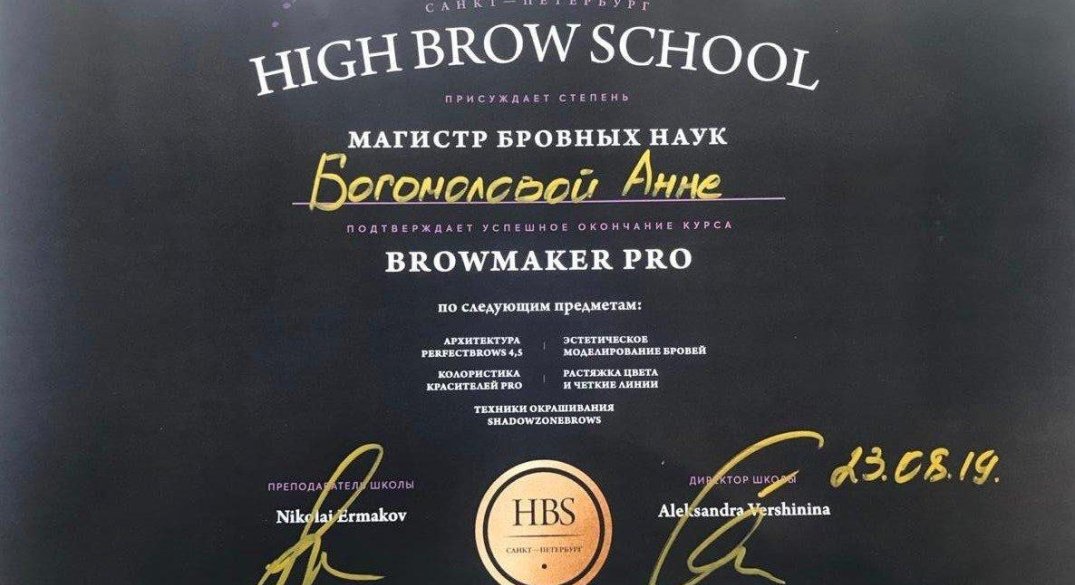 САНКТ—ПЕТЕРБУРГ
HIGH BROW SCHOOL
ПРИСУЖДАЕТ СТЕПЕНЬ
МАГИСТР БРОВНЫХ НАУК
Богомоловой Анне
ПОДТВЕРЖДАЕТ УСПЕШНОЕ ОКОНЧАНИЕ КУРСА
BROWMAKER PRO
по следующим предметам:
АРХИТЕКТУРА
PERFECTBROWS 4,5
ЭСТЕТИЧЕСКОЕ
МОДЕЛИРОВАНИЕ БРОВЕЙ
КОЛОРИСТИКА
КРАСИТЕЛЕЙ PRO
РАСТЯЖКА ЦВЕТА
И ЧЕТКИЕ ЛИНИИ
ТЕХНИКИ ОКРАШИВАНИЯ
SHADOWZONEBROWS
ПРЕПОДАВАТЕЛЬ ШКОЛЫ
Nikolai Ermakov
HBS
САНКТ—ПЕТЕРБУРГ
ДИРЕКТОР ШКОЛЫ
Aleksandra Vershinina
23.08.19.